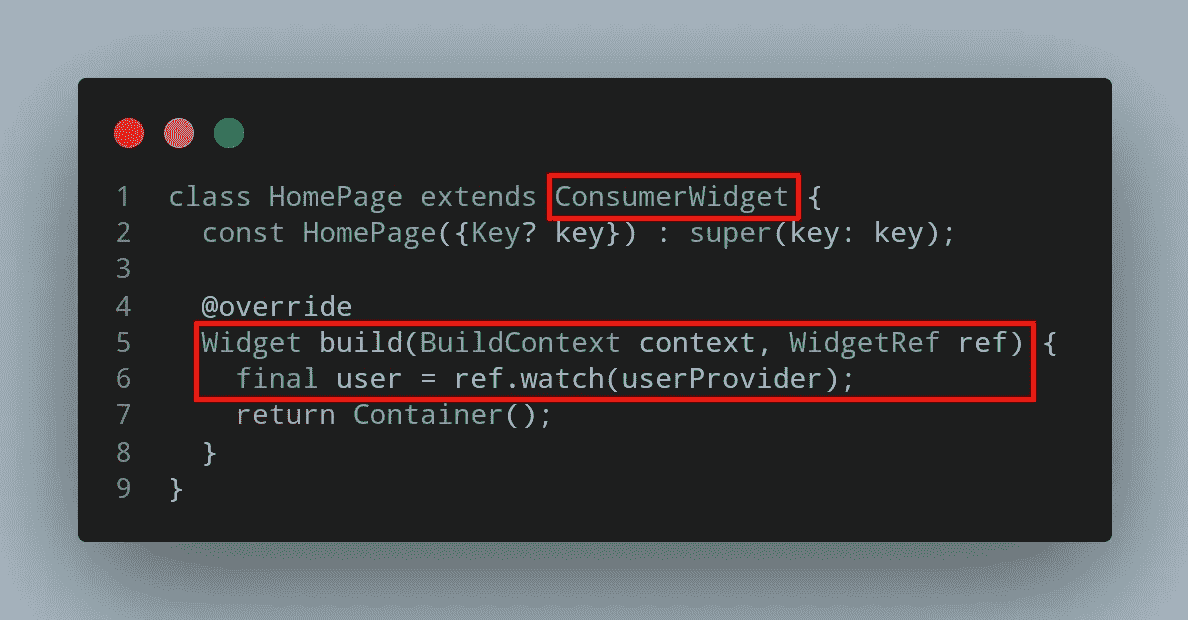 1 class HomePage extends ConsumerWidget {
2   const HomePage({Key? key}) : super(key: key);
3
4   @override
5   Widget build(BuildContext context, WidgetRef ref) {
6     final user = ref.watch(userProvider);
7     return Container();
8   }
9 }